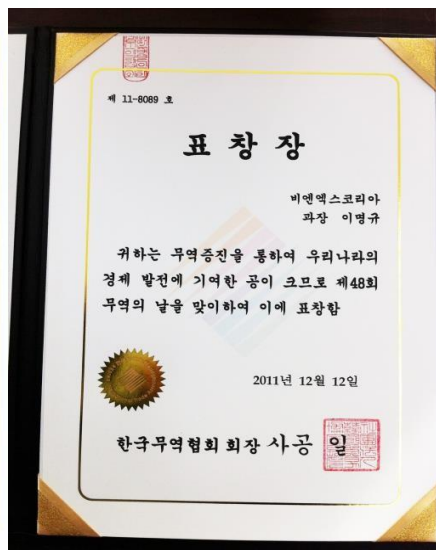 제 11-8089 호
표 창 장
비엔엑스코리아
과장 이명규
귀하는 무역증진을 통하여 우리나라의
경제 발전에 기여한 공이 크므로 제48회
무역의 날을 맞이하여 이에 표창함
2011년 12월 12일
한국무역협회 회장 사공 일